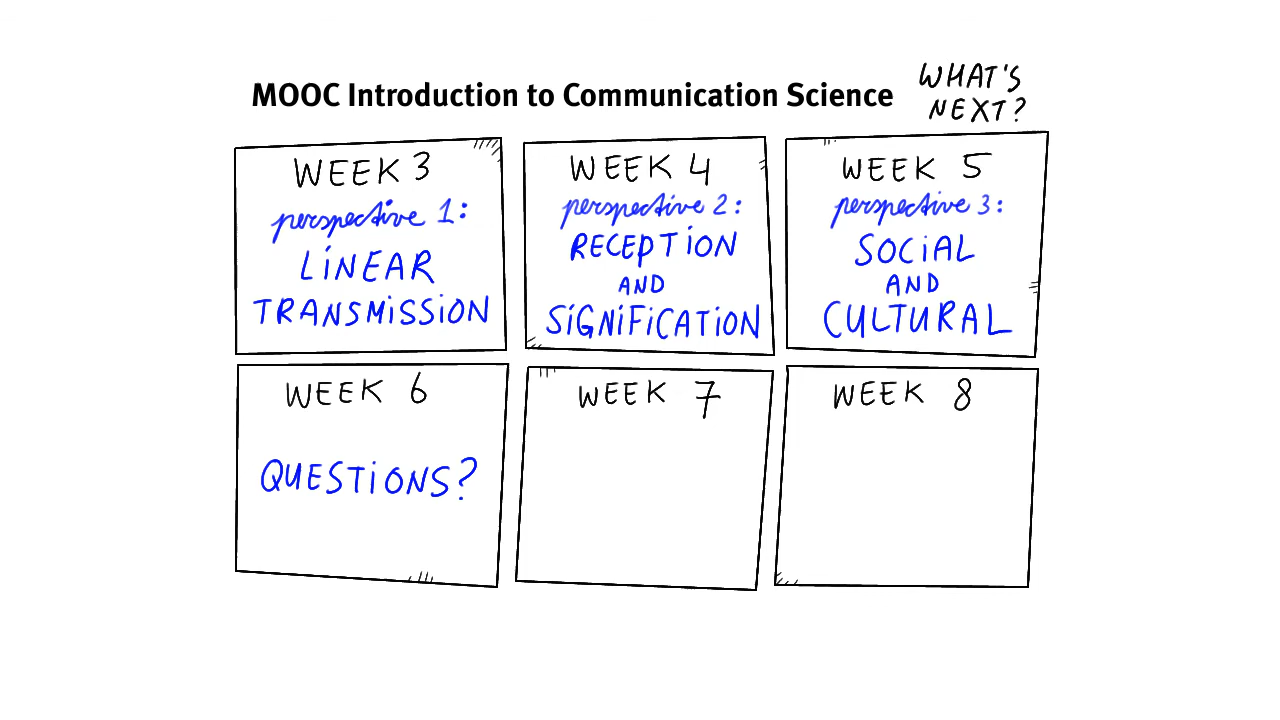 MOOC Introduction to Communication Science
WHAT'S
NEXT?
WEEK 3
perspective 1:
LINEAR
TRANSMISSION
WEEK 4
perspective 2:
RECEPTION
AND
SIGNIFICATION
WEEK 5
perspective 3:
SOCIAL
AND
CULTURAL
WEEK 6
QUESTIONS?
WEEK 7
WEEK 8